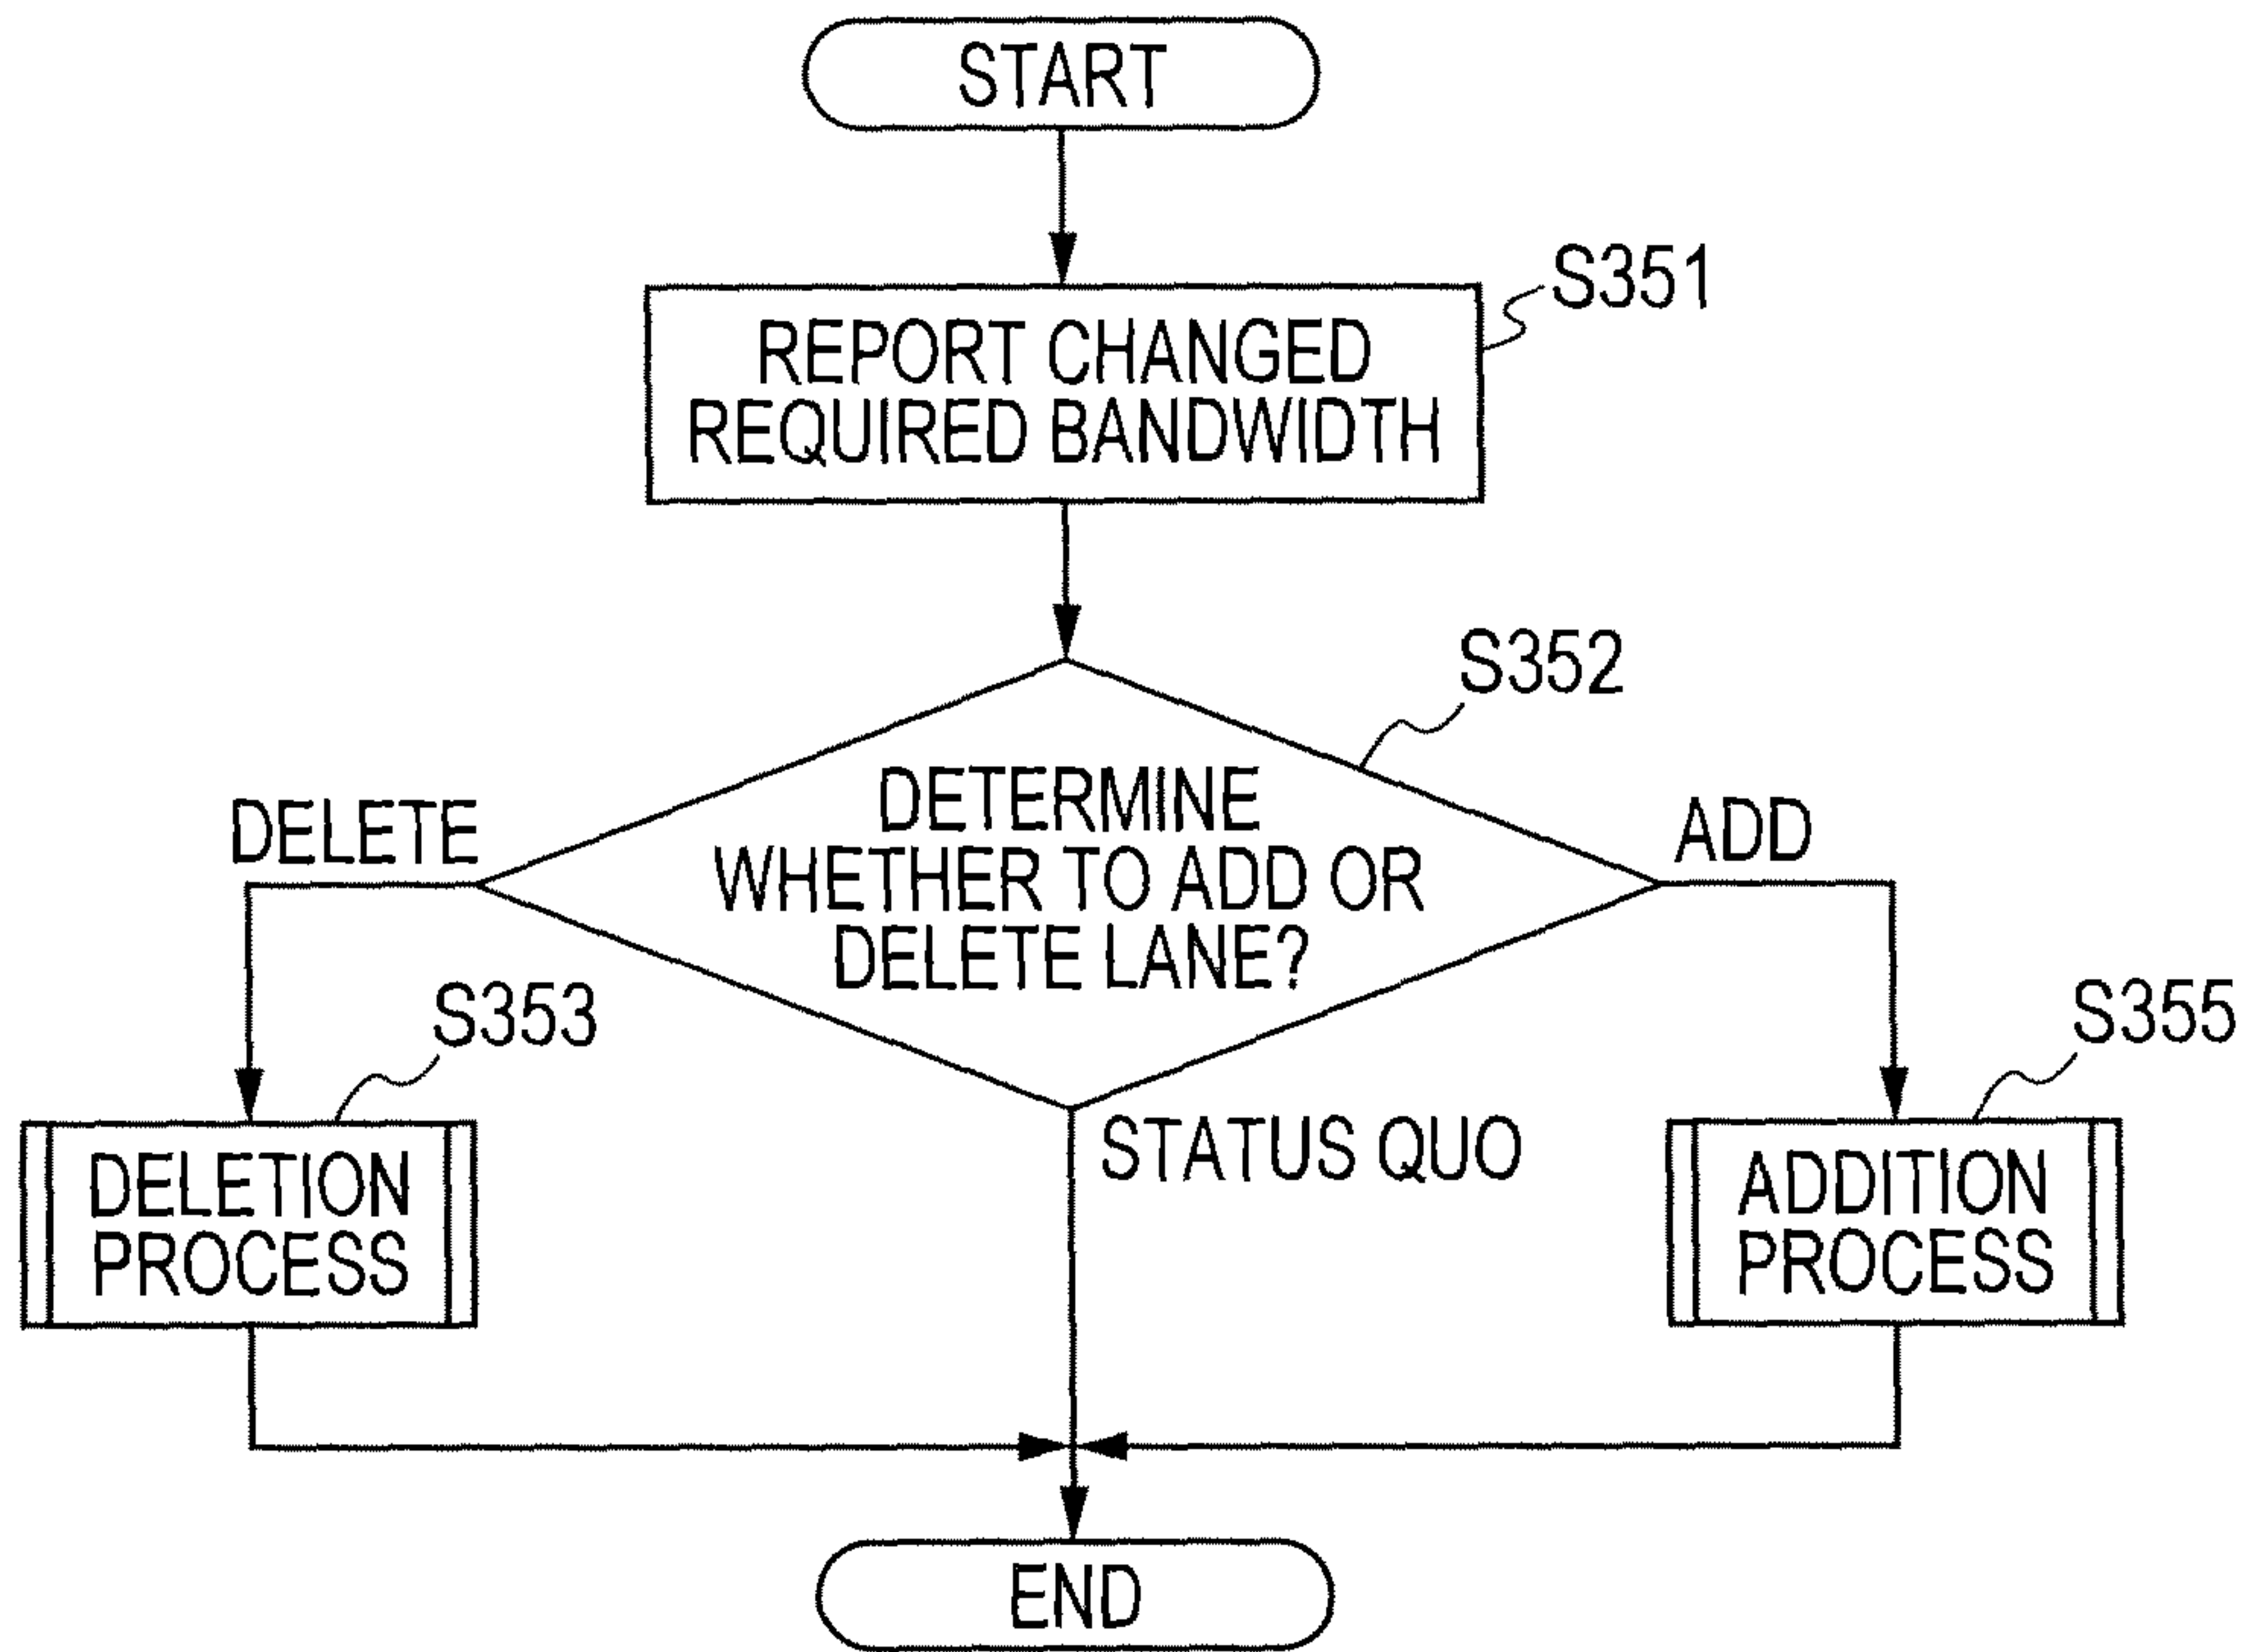 START
S351
REPORT CHANGED
REQUIRED BANDWIDTH
S352
DETERMINE
WHETHER TO ADD OR
DELETE LANE?
DELETE
ADD
STATUS QUO
S353
DELETION
PROCESS
S355
ADDITION
PROCESS
END